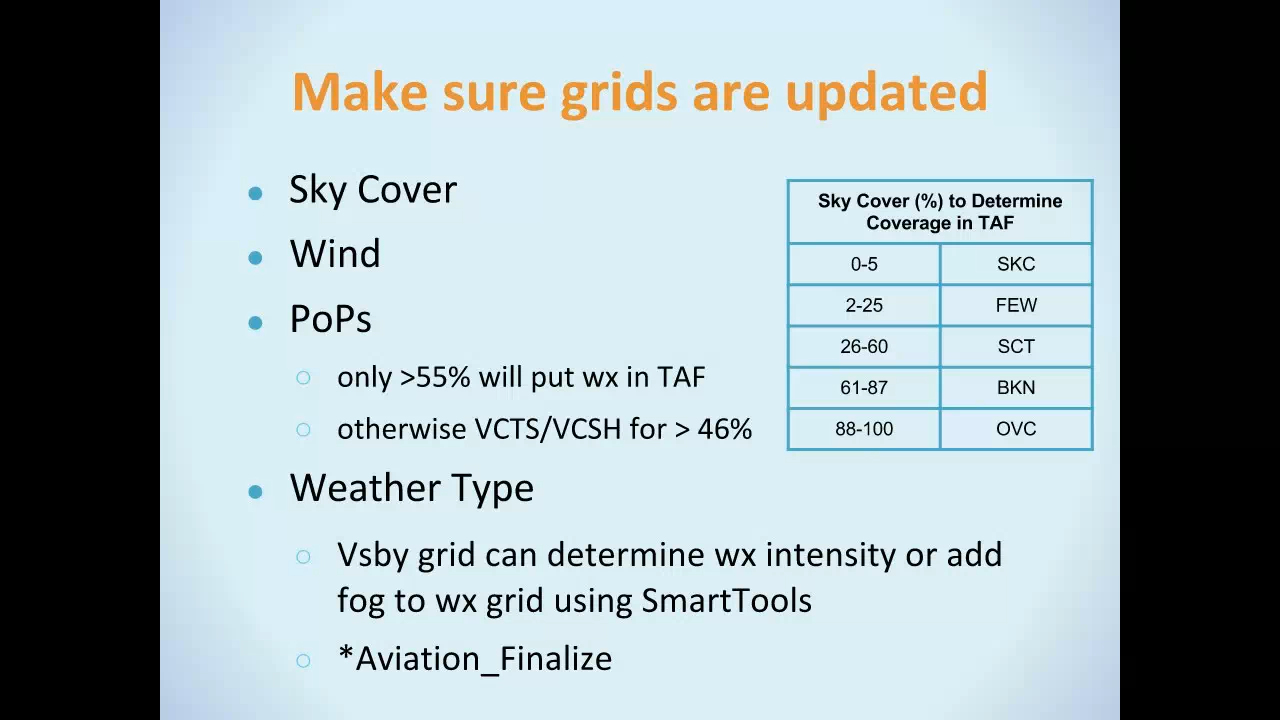 Make sure grids are updated
Sky Cover
Wind
PoPs
only >55% will put wx in TAF
otherwise VCTS/VCSH for > 46%
Weather Type
Vsby grid can determine wx intensity or add
fog to wx grid using SmartTools
*Aviation_Finalize
Sky Cover (%) to Determine
Coverage in TAF
0-5 SKC
2-25 FEW
26-60 SCT
61-87 BKN
88-100 OVC